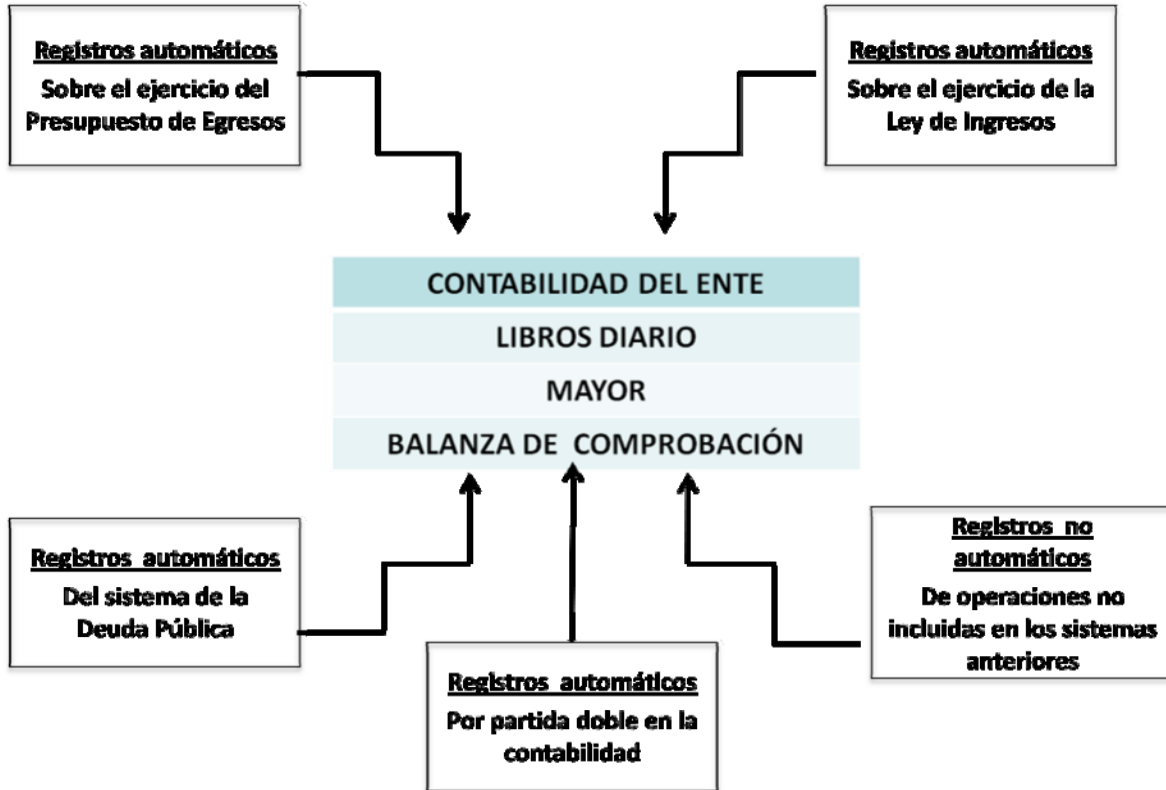 Registros automáticos
Sobre el ejercicio del
Presupuesto de Egresos
Registros automáticos
Sobre el ejercicio de la
Ley de Ingresos
CONTABILIDAD DEL ENTE
LIBROS DIARIO
MAYOR
BALANZA DE COMPROBACIÓN
Registros automáticos
Del sistema de la
Deuda Pública
Registros automáticos
Por partida doble en la
contabilidad
Registros no
automáticos
De operaciones no
incluidas en los sistemas
anteriores